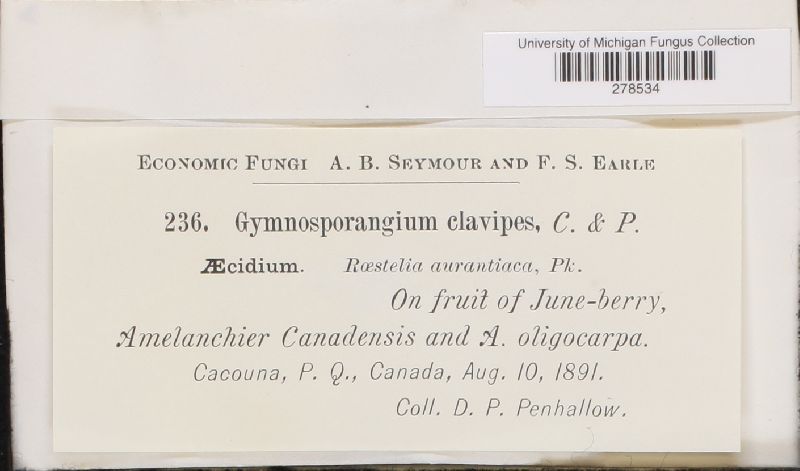 University of Michigan Fungus Collection
278534
Economic Fungi A. B. Seymour and F. S. Earle
236. Gymnosporangium clavipes, C. & P.
Æcidium. Rœstelia aurantiaca, Pk.
On fruit of June-berry,
Amelanchier Canadensis and A. oligocarpa.
Cacouna, P. Q., Canada, Aug. 10, 1891.
Coll. D. P. Penhallow.